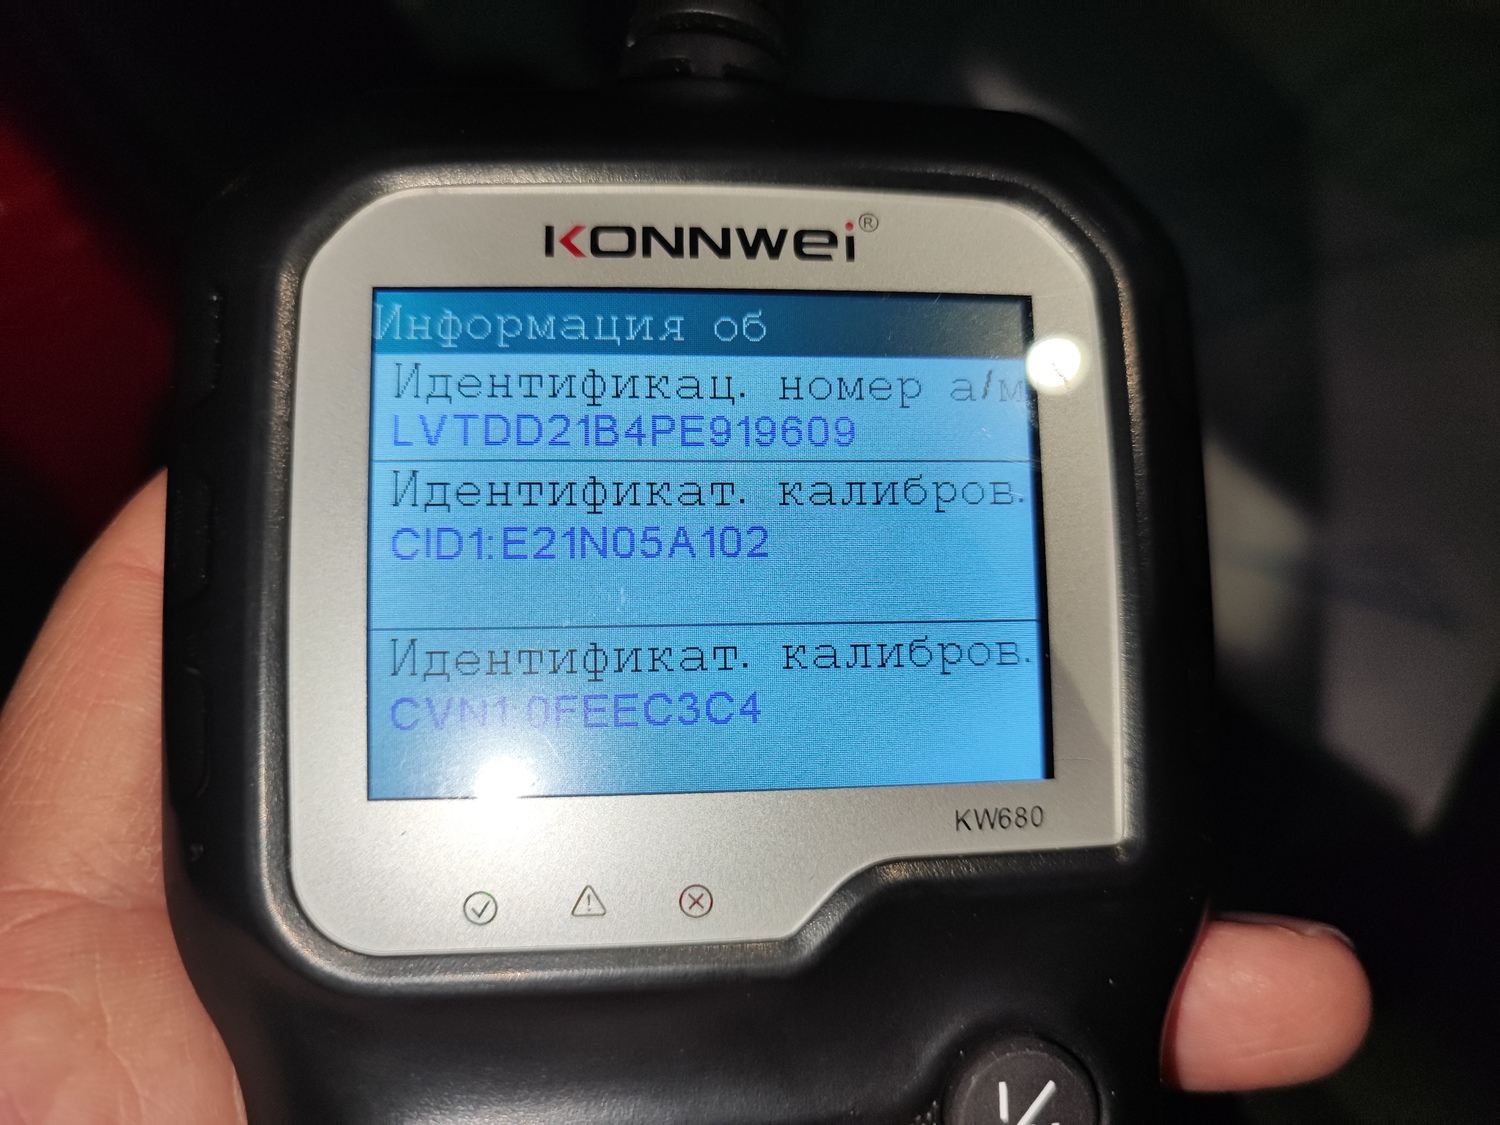 KONNWEi®
Информация об
Идентификац. номер а/м
LVTDD21B4PE919609
Идентификат. калибров.
CID1:E21N05A102
Идентификат. калибров.
CVN1:0FEEC3C4
KW680